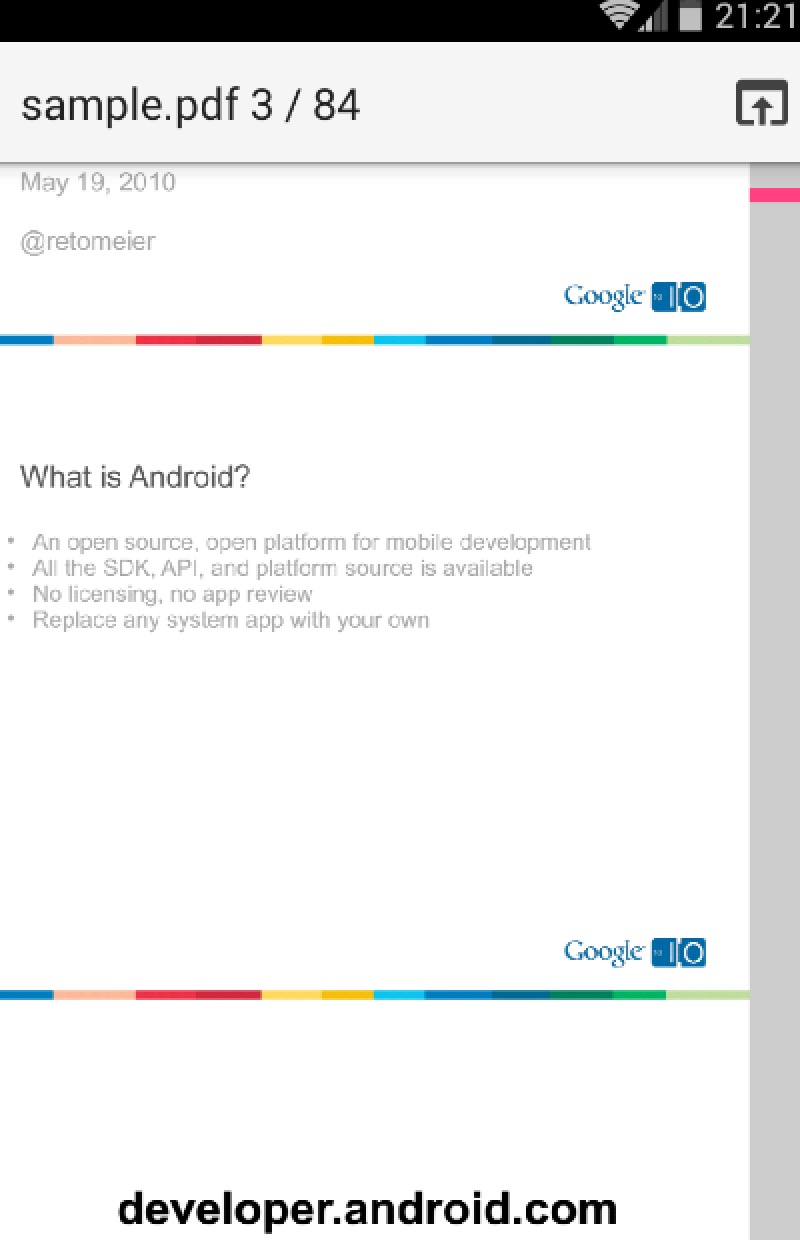 21:21
sample.pdf 3 / 84
May 19, 2010
@retomeier
Google IO
What is Android?
• An open source, open platform for mobile development
• All the SDK, API, and platform source is available
• No licensing, no app review
• Replace any system app with your own
Google IO
developer.android.com